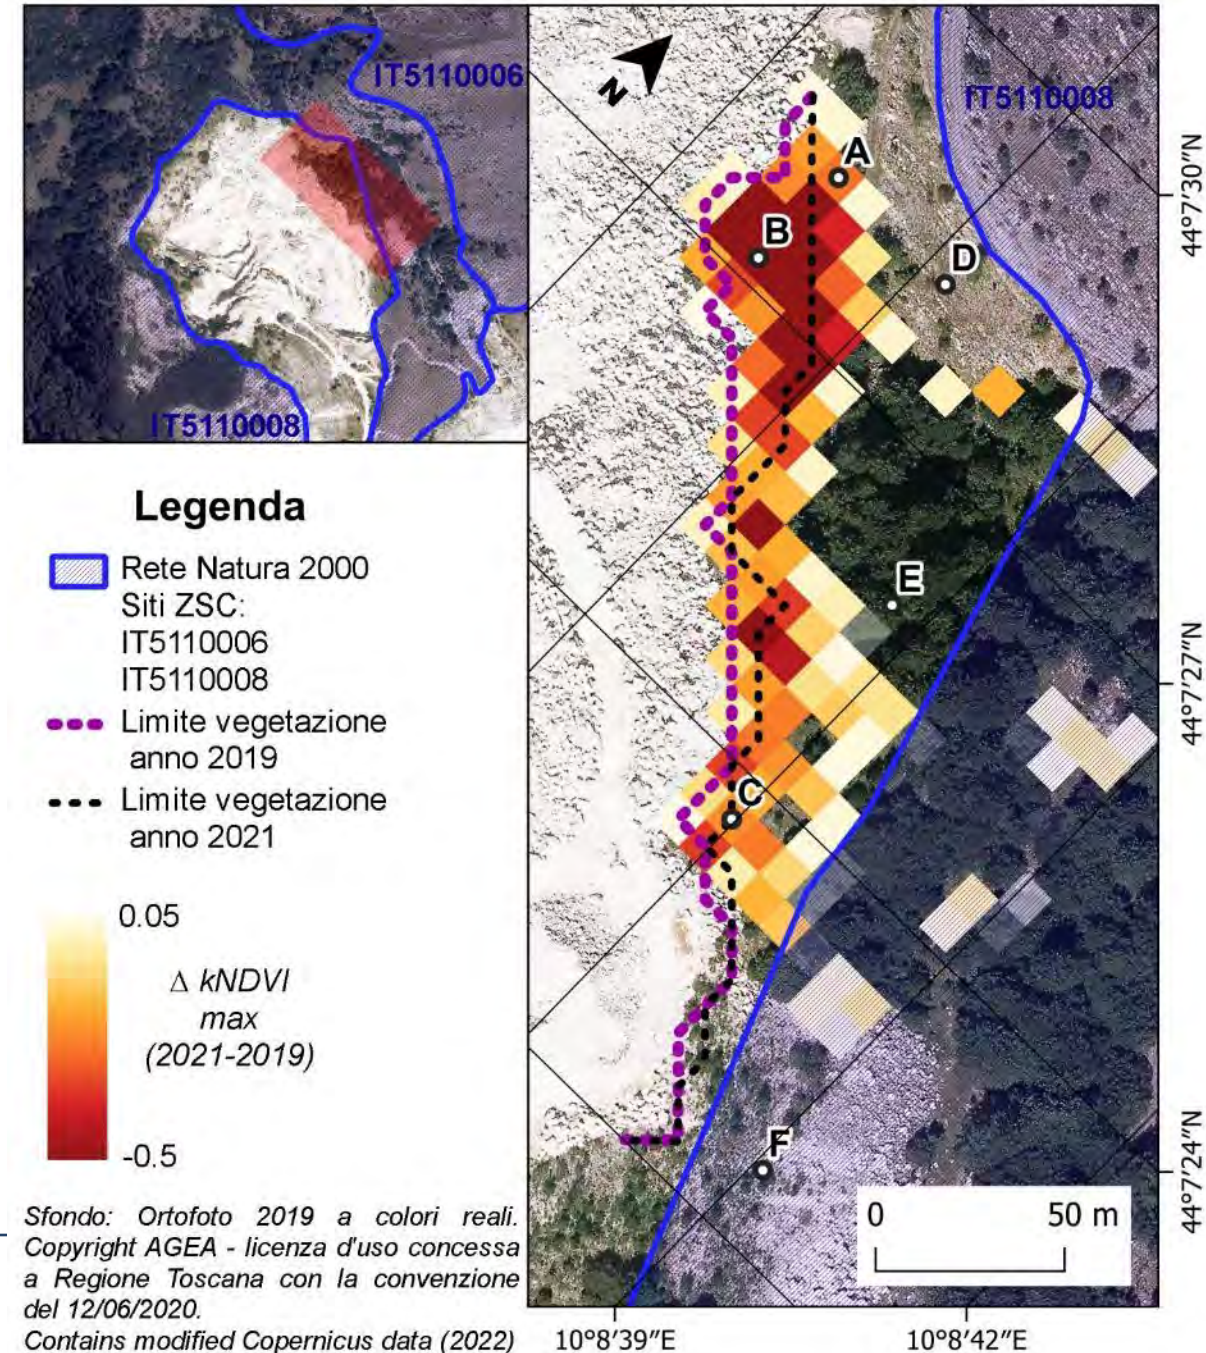 IT5110006
IT5110008
Legenda
Rete Natura 2000
Siti ZSC:
IT5110006
IT5110008
Limite vegetazione
anno 2019
Limite vegetazione
anno 2021
0.05
Δ kNDVI
max
(2021-2019)
-0.5
Sfondo: Ortofoto 2019 a colori reali.
Copyright AGEA - licenza d'uso concessa
a Regione Toscana con la convenzione
del 12/06/2020.
Contains modified Copernicus data (2022)
N
IT5110008
A
B
D
E
C
F
0 50 m
44°7'30"N
44°7'27"N
44°7'24"N
10°8'39"E 10°8'42"E